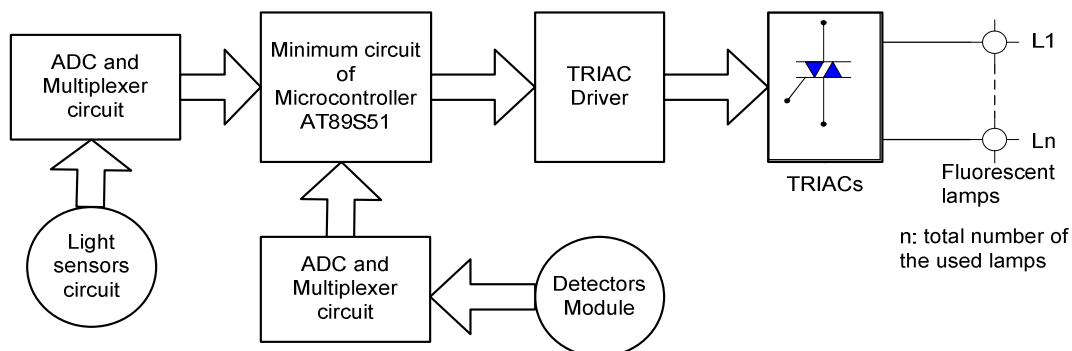 ADC and
Multiplexer
circuit
Minimum circuit
of
Microcontroller
AT89S51
TRIAC
Driver
TRIACs
L1
Ln
Fluorescent
lamps
n: total number of
the used lamps
Light
sensors
circuit
ADC and
Multiplexer
circuit
Detectors
Module